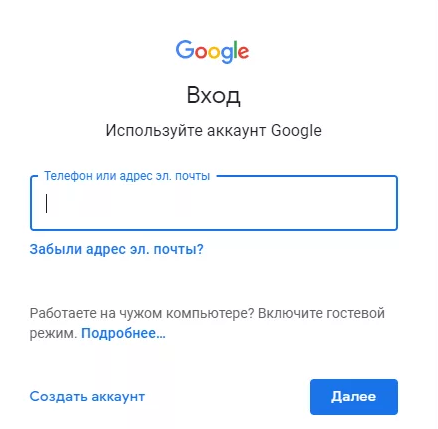 Google
Вход
Используйте аккаунт Google
Телефон или адрес эл. почты
Забыли адрес эл. почты?
Работаете на чужом компьютере? Включите гостевой
режим. Подробнее...
Создать аккаунт
Далее